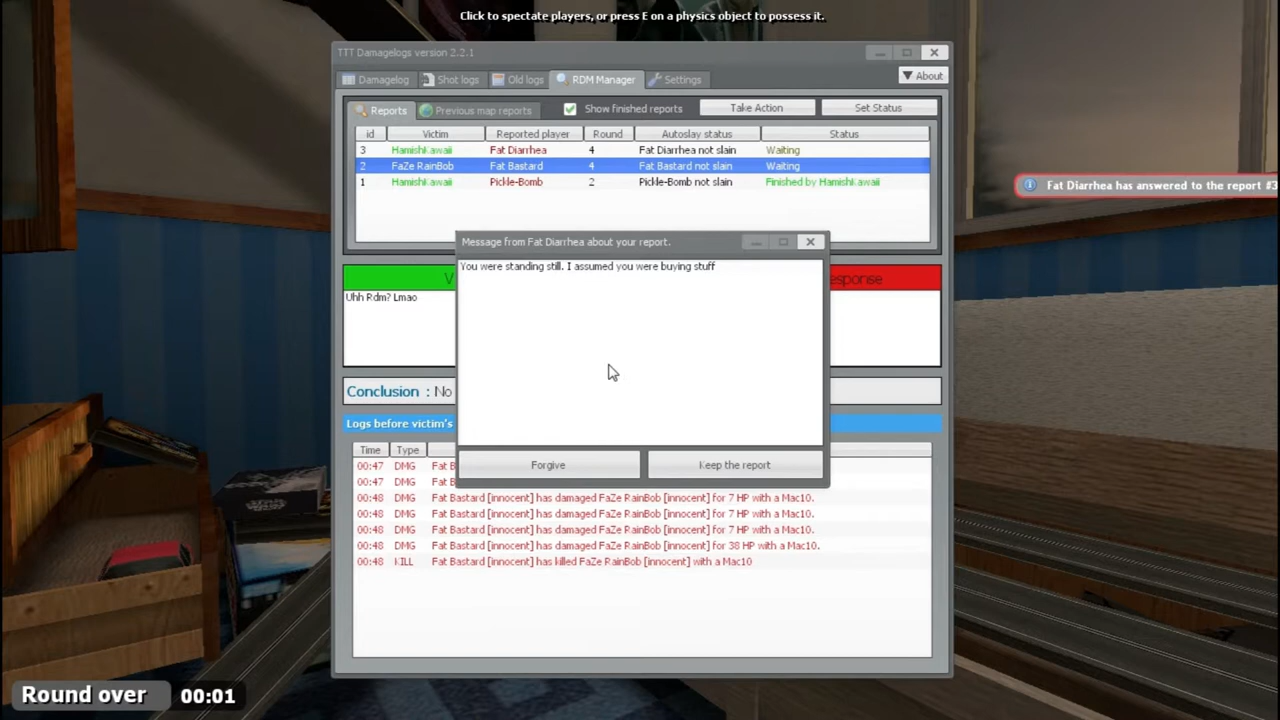 Click to spectate players, or press E on a physics object to possess it.
TTT Damagelogs version 2.2.1
Damagelog Shot logs Old logs RDM Manager Settings
About
Reports Previous map reports Show finished reports Take Action Set Status
id Victim Reported player Round Autoslay status Status
3 HamishKawaii Fat Diarrhea 4 Fat Diarrhea not slain Waiting
2 FaZe RainBob Fat Bastard 4 Fat Bastard not slain Waiting
1 HamishKawaii Pickle-Bomb 2 Pickle-Bomb not slain Finished by HamishKawaii
Fat Diarrhea has answered to the report #3
Message from Fat Diarrhea about your report.
You were standing still. I assumed you were buying stuff
Forgive Keep the report
Uhh Rdm? Lmao
Conclusion : No
Logs before victim's
Time Type
00:47 DMG Fat B
00:47 DMG Fat B
00:48 DMG Fat Bastard [innocent] has damaged FaZe RainBob [innocent] for 7 HP with a Mac10.
00:48 DMG Fat Bastard [innocent] has damaged FaZe RainBob [innocent] for 7 HP with a Mac10.
00:48 DMG Fat Bastard [innocent] has damaged FaZe RainBob [innocent] for 7 HP with a Mac10.
00:48 DMG Fat Bastard [innocent] has damaged FaZe RainBob [innocent] for 38 HP with a Mac10.
00:48 KILL Fat Bastard [innocent] has killed FaZe RainBob [innocent] with a Mac10
Round over 00:01